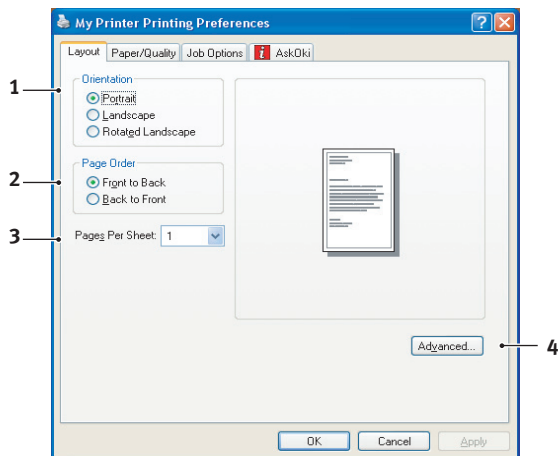 My Printer Printing Preferences
Layout Paper/Quality Job Options i AskOki
1
Orientation
Portrait
Landscape
Rotated Landscape
2
Page Order
Front to Back
Back to Front
3
Pages Per Sheet: 1
Advanced...
4
OK Cancel Apply